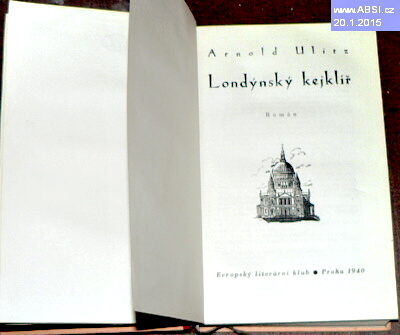 www.ABSI.cz
20.1.2015
Arnold Ulitz
Londýnský kejklíř
Román
Evropský literární klub • Praha 1940